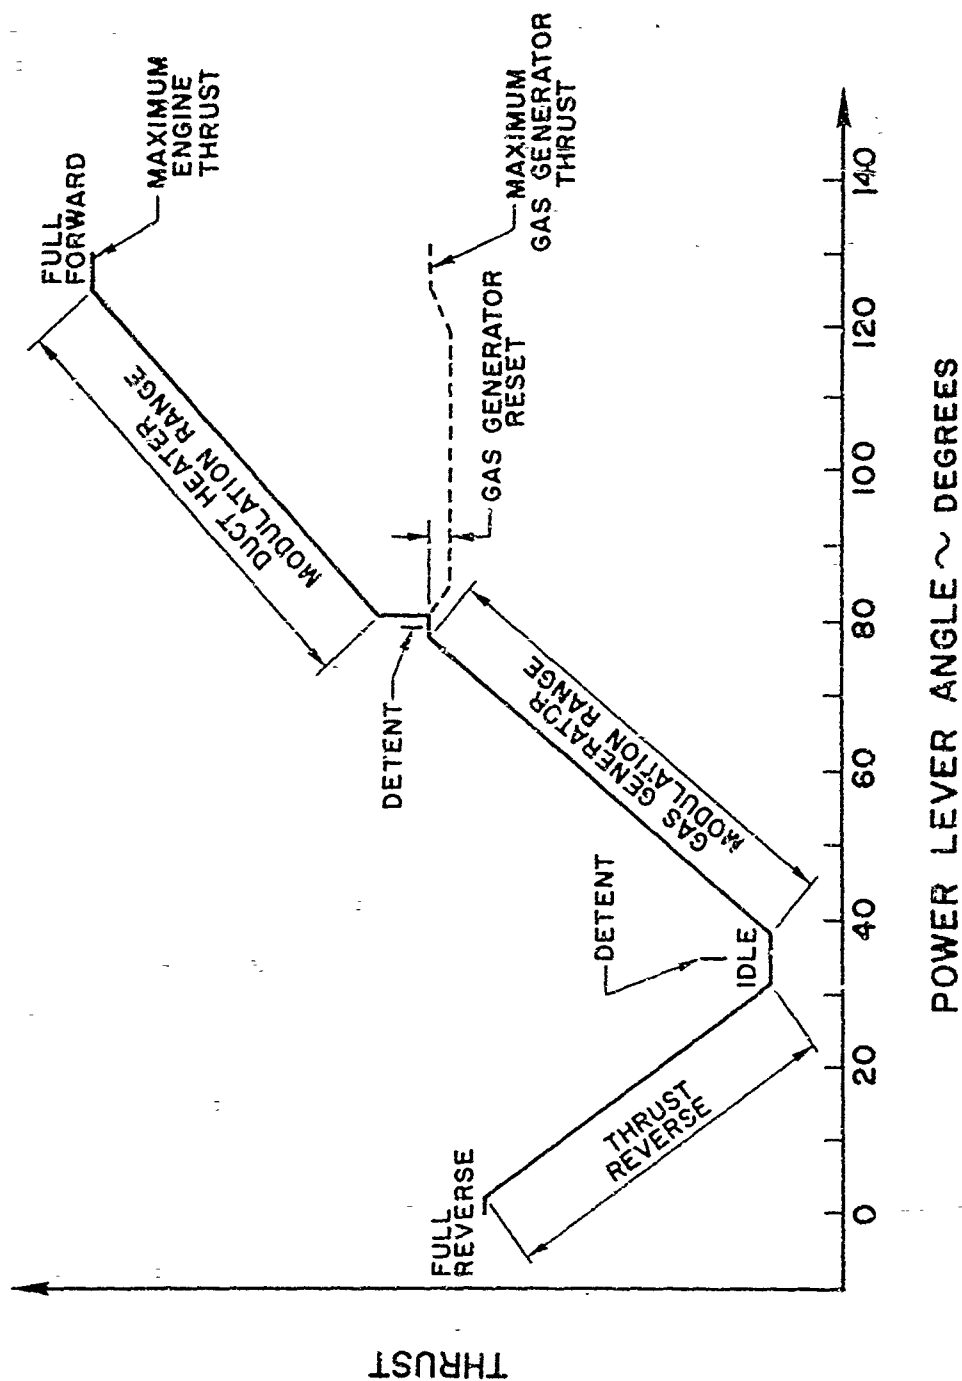 FULL
FORWARD
MAXIMUM
ENGINE
THRUST
DUCT HEATER
MODULATION RANGE
MAXIMUM
GAS GENERATOR
THRUST
GAS GENERATOR
RESET
DETENT
GAS GENERATOR
MODULATION RANGE
DETENT
IDLE
FULL
REVERSE
THRUST
REVERSE
THRUST
0 20 40 60 80 100 120 140
POWER LEVER ANGLE ~ DEGREES